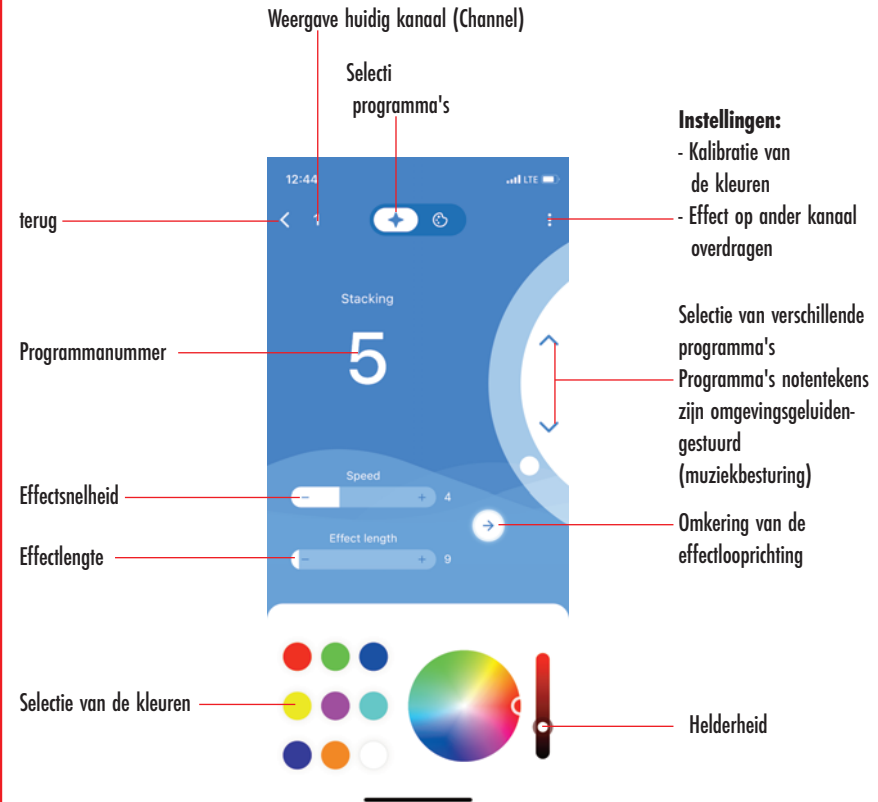 Weergave huidig kanaal (Channel)
Selecti
programma's
Instellingen:
- Kalibratie van
de kleuren
- Effect op ander kanaal
overdragen
12:44
LTE
terug
1
Stacking
5
Programmanummer
Selectie van verschillende
programma's
Programma's notentekens
zijn omgevingsgeluiden-
gestuurd
(muziekbesturing)
Speed
- + 4
Effectsnelheid
Omkering van de
effectlooprichting
Effect length
- + 9
Effectlengte
Selectie van de kleuren
Helderheid